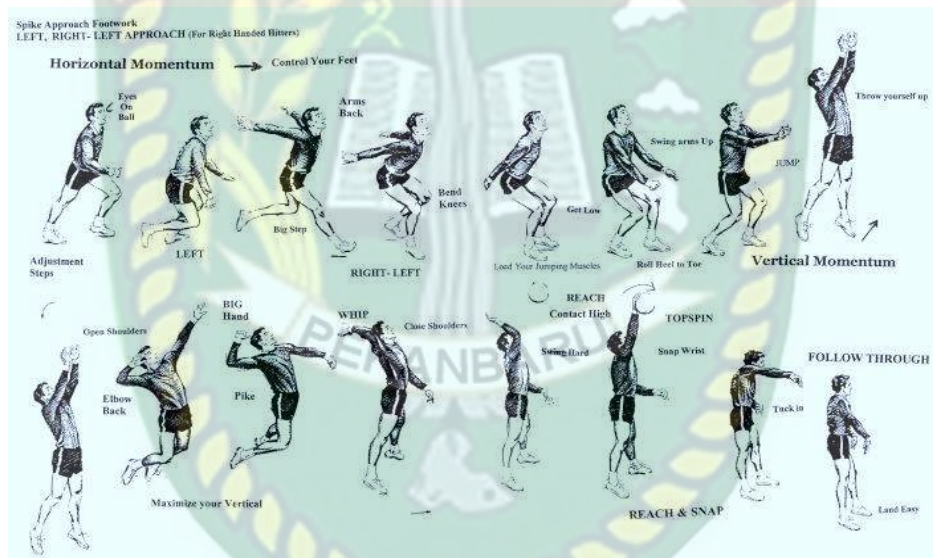 Spike Approach Footwork
LEFT, RIGHT- LEFT APPROACH (For Right Handed Hitters)
Horizontal Momentum
Control Your Feet
Eyes
On
Ball
Arms
Back
Throw yourself up
Swing arms Up
JUMP
Bend
Knees
Get Low
Big Step
LEFT
Adjustment
Steps
RIGHT- LEFT
Load Your Jumping Muscles
Roll Heel to Toe
Vertical Momentum
REACH
Contact High
BIG
Hand
WHIP
Open Shoulders
Close Shoulders
TOPSPIN
PEKANBARU
Swing Hard
Snap Wrist
FOLLOW THROUGH
Elbow
Back
Pike
Tuck in
Maximize your Vertical
REACH & SNAP
Land Easy